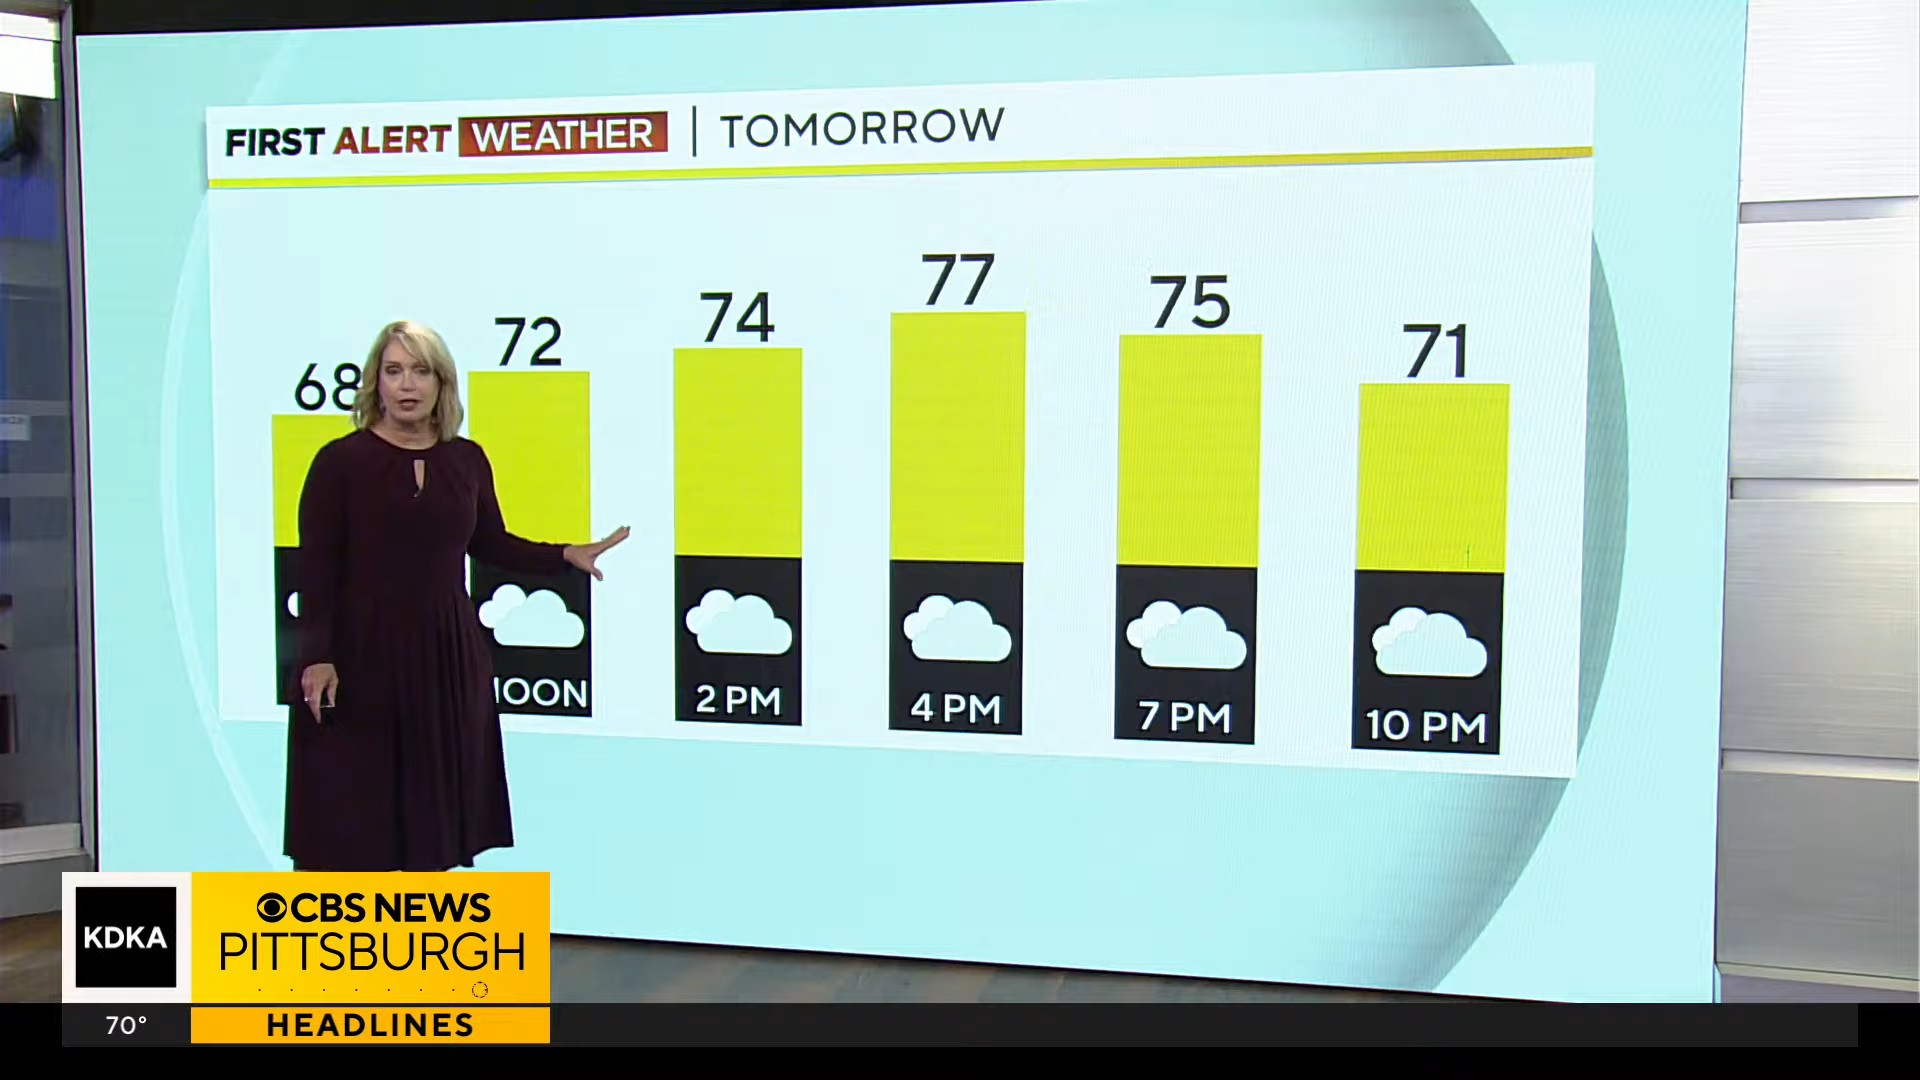 FIRST ALERT WEATHER | TOMORROW
68 72 74 77 75 71
2 PM 4 PM 7 PM 10 PM
KDKA
CBS NEWS
PITTSBURGH
70° HEADLINES